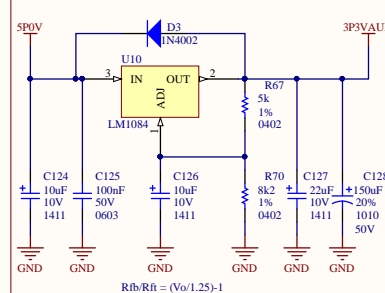 5P0V
D3
1N4002
3P3VAU
U10
3
IN
OUT
2
ADJ
1
LM1084
R67
5k
1%
0402
C124
10uF
10V
1411
C125
100nF
50V
0603
C126
10uF
10V
1411
R70
8k2
1%
0402
C127
22uF
10V
1411
C128
150uF
20%
1010
50V
GND
GND
GND
GND
GND
GND
Rfb/Rft = (Vo/1.25)-1